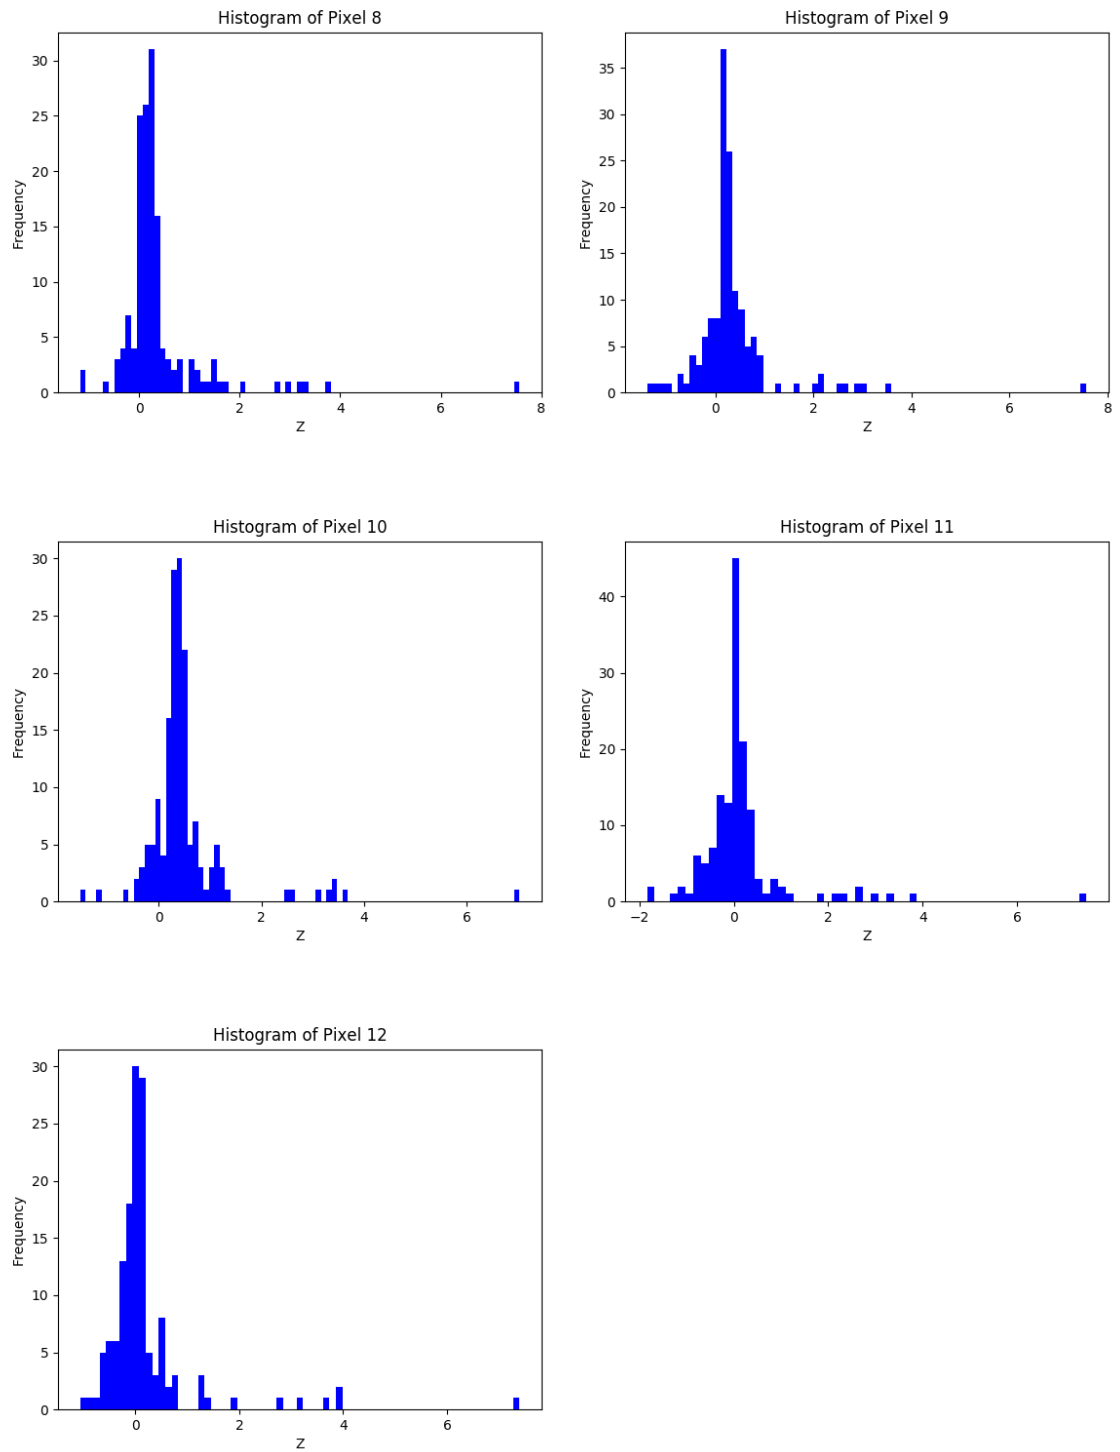 Histogram of Pixel 8
30
25
20
15
10
5
0
Frequency
0 2 4 6 8
Z
Histogram of Pixel 9
35
30
25
20
15
10
5
0
Frequency
0 2 4 6 8
Z
Histogram of Pixel 10
30
25
20
15
10
5
0
Frequency
0 2 4 6
Z
Histogram of Pixel 11
40
30
20
10
0
Frequency
−2 0 2 4 6
Z
Histogram of Pixel 12
30
25
20
15
10
5
0
Frequency
0 2 4 6
Z